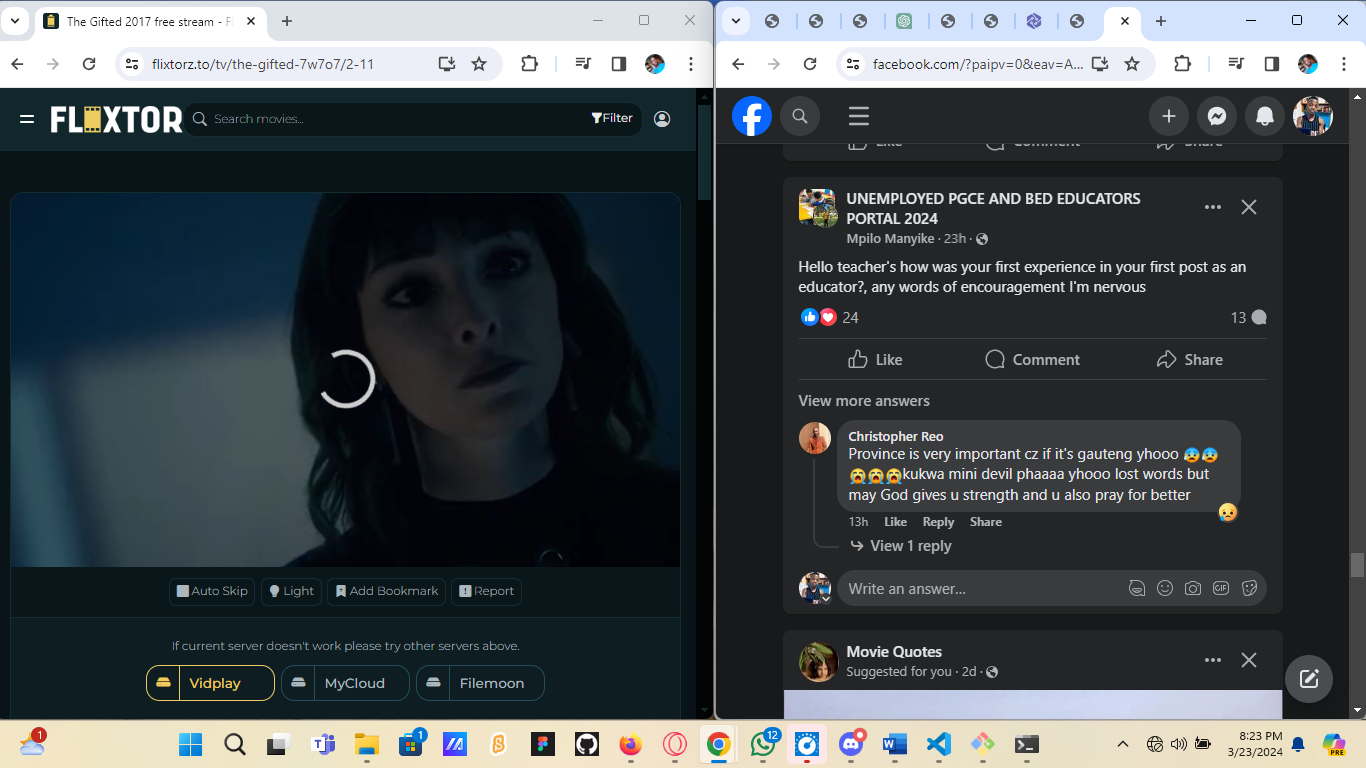 The Gifted 2017 free stream - F
flixtorz.to/tv/the-gifted-7w7o7/2-11
FLIXTOR
Search movies...
Filter
Auto Skip
Light
Add Bookmark
Report
If current server doesn't work please try other servers above.
Vidplay
MyCloud
Filemoon
facebook.com/?paipv=0&eav=A...
Like
Comment
Share
UNEMPLOYED PGCE AND BED EDUCATORS
PORTAL 2024
Mpilo Manyike · 23h ·
Hello teacher's how was your first experience in your first post as an
educator?, any words of encouragement I'm nervous
24
13
Like
Comment
Share
View more answers
Christopher Reo
Province is very important cz if it's gauteng yhooo 😰😰
😭😭😭kukwa mini devil phaaaa yhooo lost words but
may God gives u strength and u also pray for better
13h Like Reply Share
View 1 reply
Write an answer...
GIF
Movie Quotes
Suggested for you · 2d ·
1
1
12
PRE
8:23 PM
3/23/2024